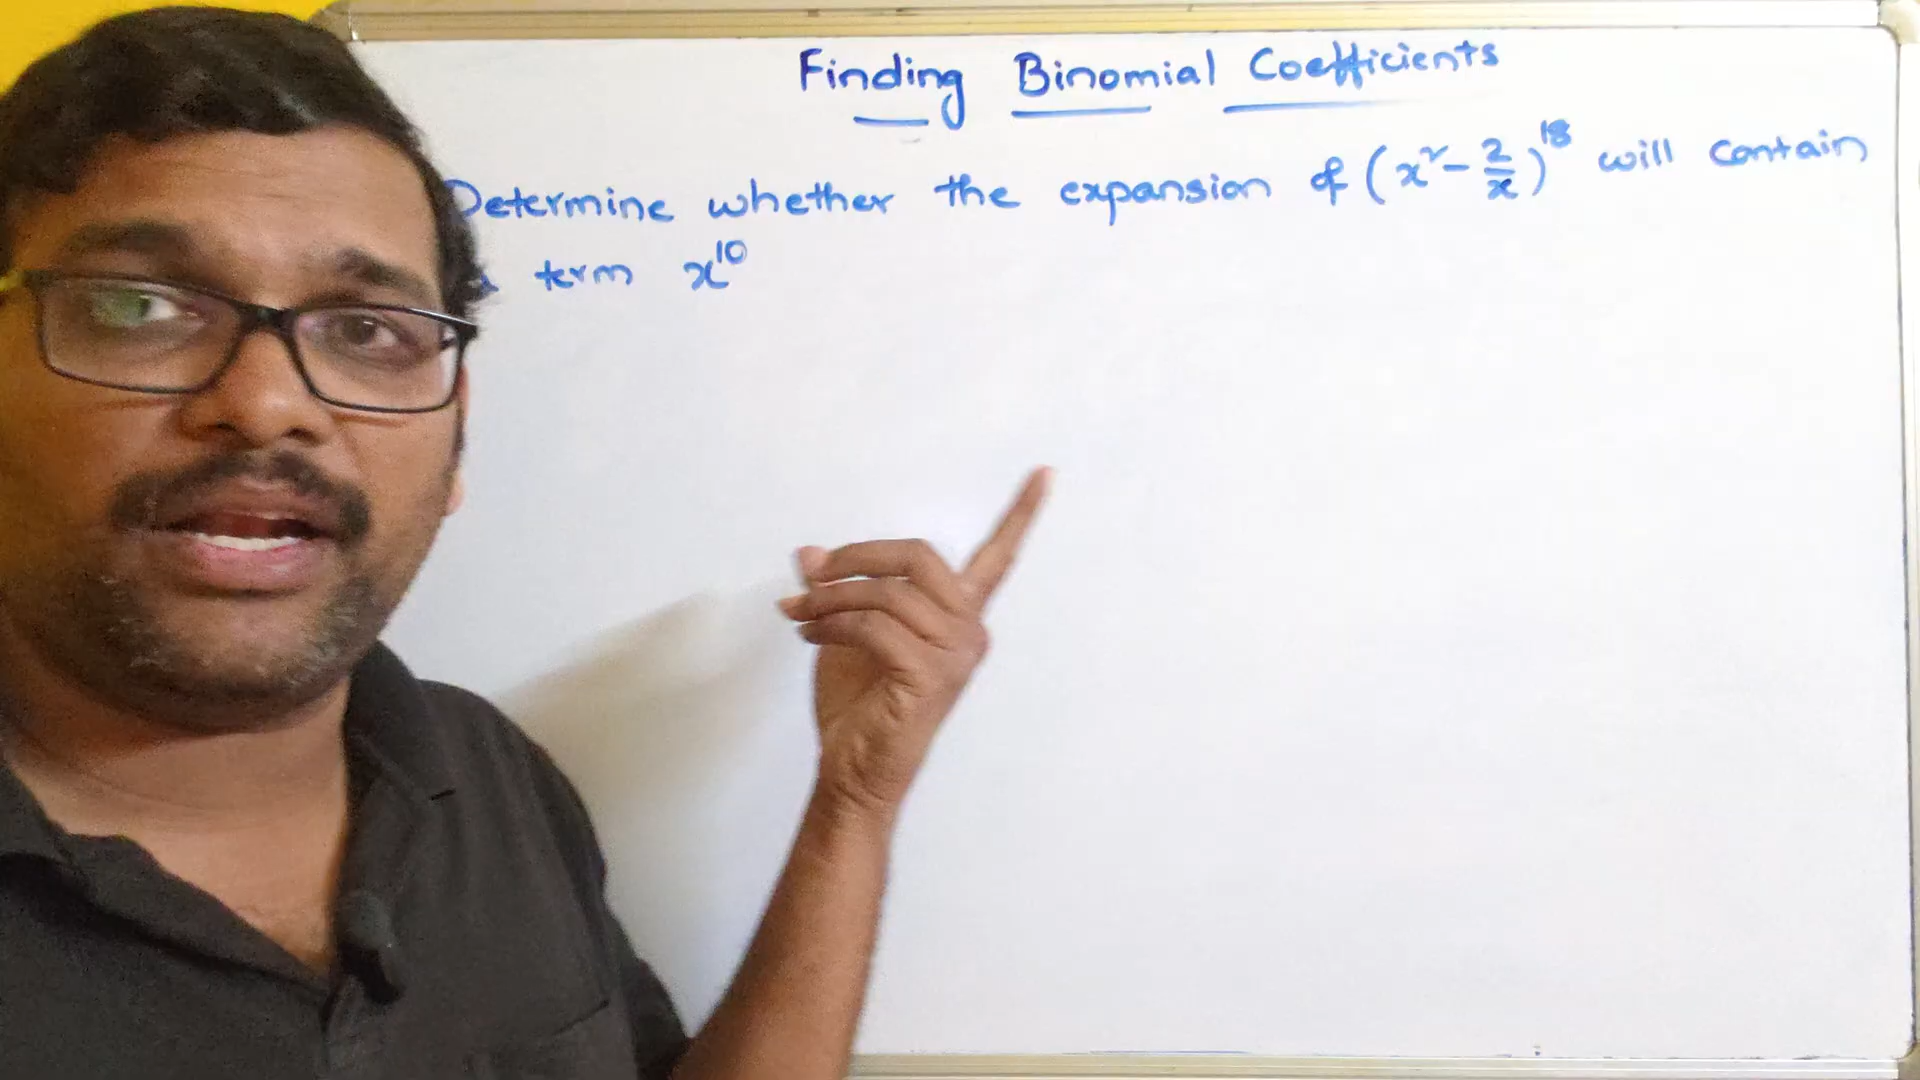 Finding Binomial Coefficients
Determine whether the expansion of (x² - 2/x)¹⁸ will contain
a term x¹⁰